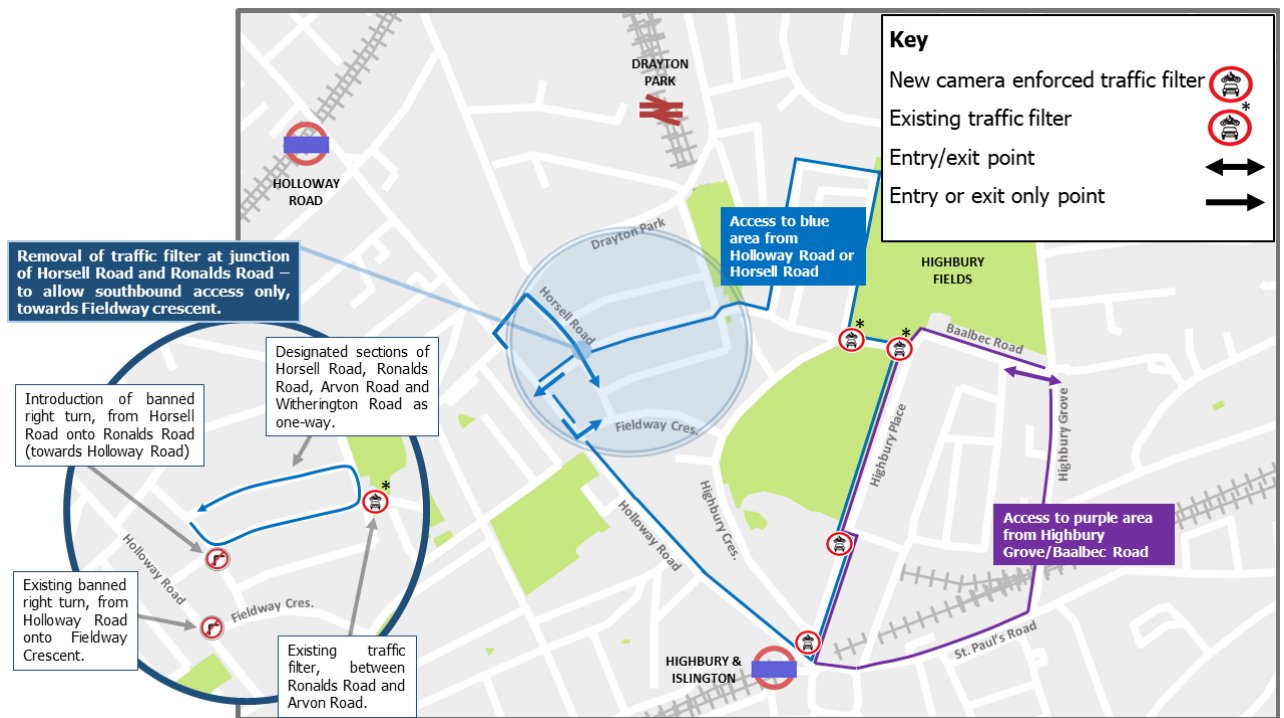 Key
New camera enforced traffic filter
*
Existing traffic filter
Entry/exit point
Entry or exit only point
DRAYTON
PARK
HOLLOWAY
ROAD
Drayton Park
Access to blue
area from
Holloway Road or
Horsell Road
HIGHBURY
FIELDS
Removal of traffic filter at junction
of Horsell Road and Ronalds Road –
to allow southbound access only,
towards Fieldway crescent.
Horsell Road
*
*
Baalbec Road
Designated sections of
Horsell Road, Ronalds
Road, Arvon Road and
Witherington Road as
one-way.
Introduction of banned
right turn, from Horsell
Road onto Ronalds Road
(towards Holloway Road)
Fieldway Cres.
Highbury Place
Highbury Grove
*
Holloway Road
Highbury Cres.
Access to purple area
from Highbury
Grove/Baalbec Road
Holloway Road
Existing banned
right turn, from
Holloway Road
onto Fieldway
Crescent.
Fieldway Cres.
Existing traffic
filter, between
Ronalds Road and
Arvon Road.
HIGHBURY &
ISLINGTON
St. Paul's Road